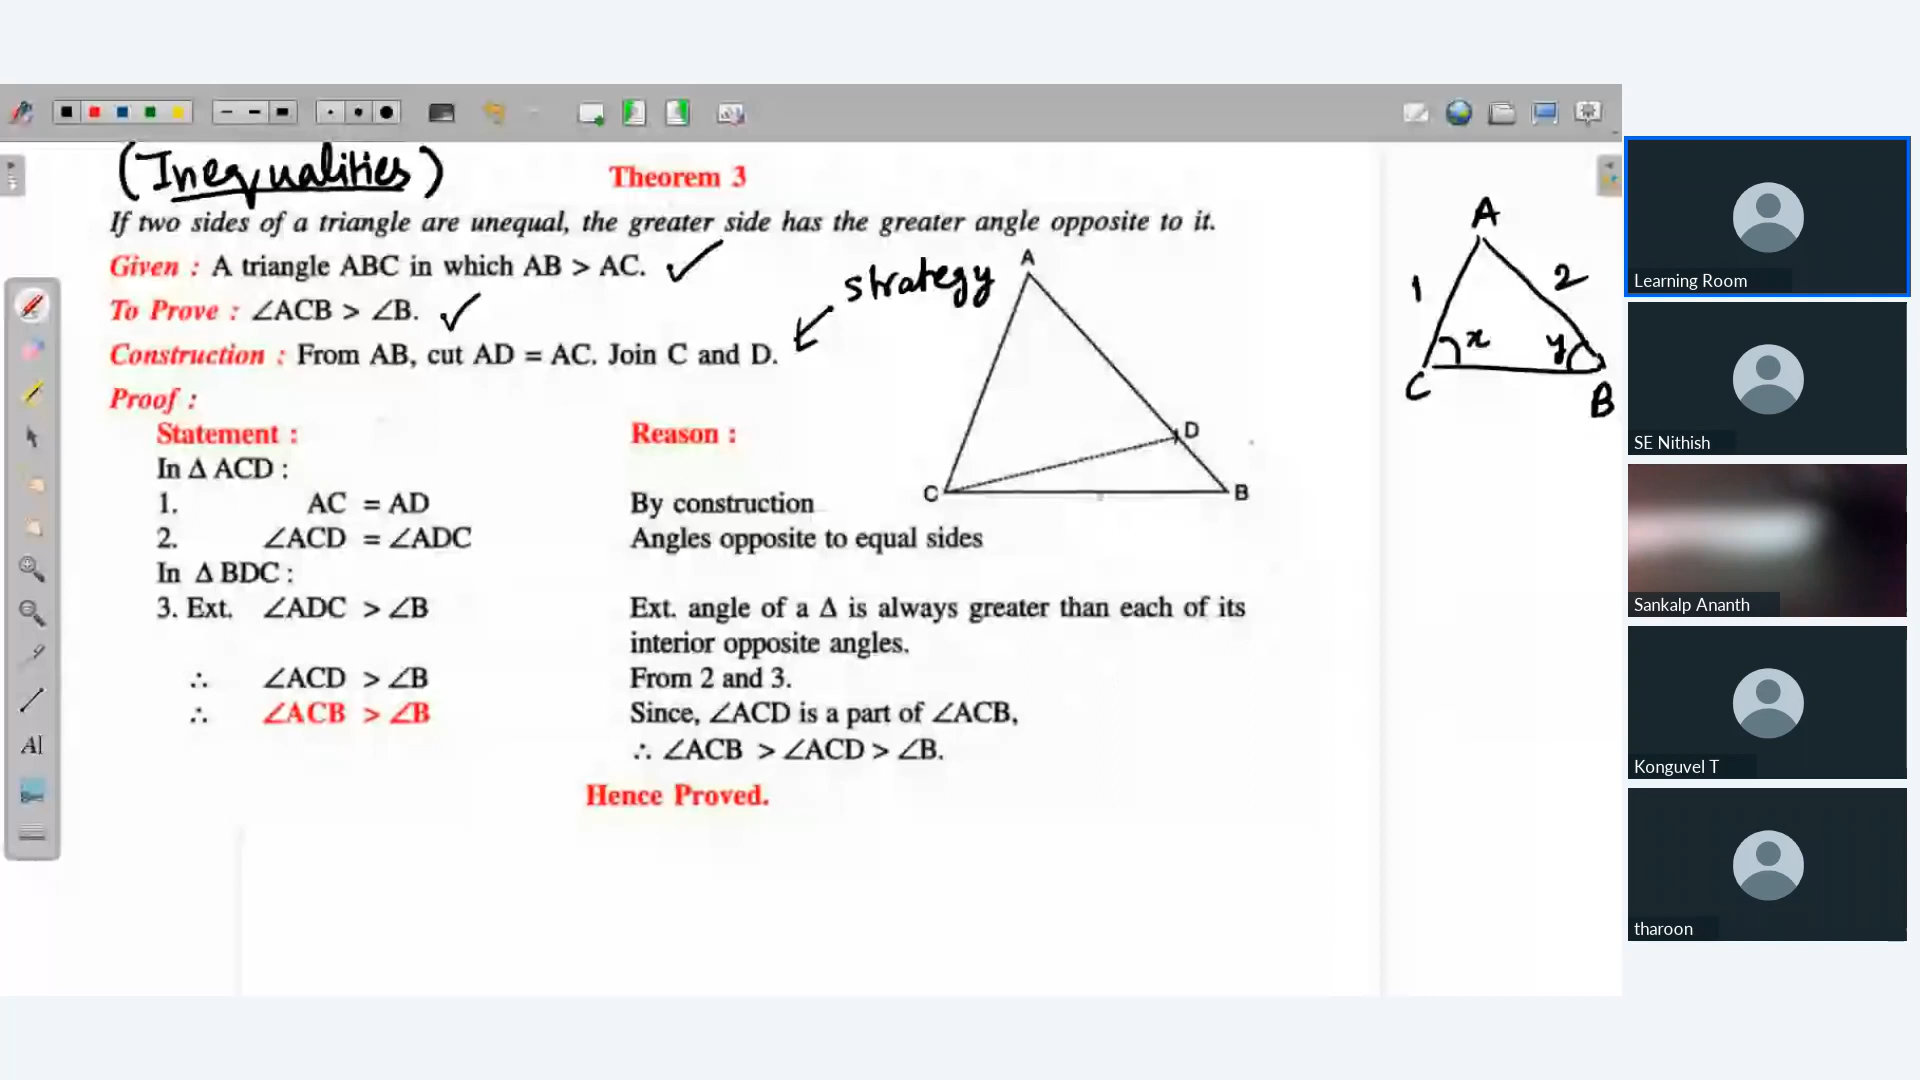 (Inequalities)
Theorem 3
If two sides of a triangle are unequal, the greater side has the greater angle opposite to it.
Given : A triangle ABC in which AB > AC.
strategy
To Prove : ∠ACB > ∠B.
Construction : From AB, cut AD = AC. Join C and D.
Proof :
Statement : Reason :
In Δ ACD :
1. AC = AD By construction
2. ∠ACD = ∠ADC Angles opposite to equal sides
In Δ BDC :
3. Ext. ∠ADC > ∠B Ext. angle of a Δ is always greater than each of its
interior opposite angles.
∴ ∠ACD > ∠B From 2 and 3.
∴ ∠ACB > ∠B Since, ∠ACD is a part of ∠ACB,
∴ ∠ACB > ∠ACD > ∠B.
Hence Proved.
A
D
C B
A
1 2
x y
C B
AI
Learning Room
SE Nithish
Sankalp Ananth
Konguvel T
tharoon